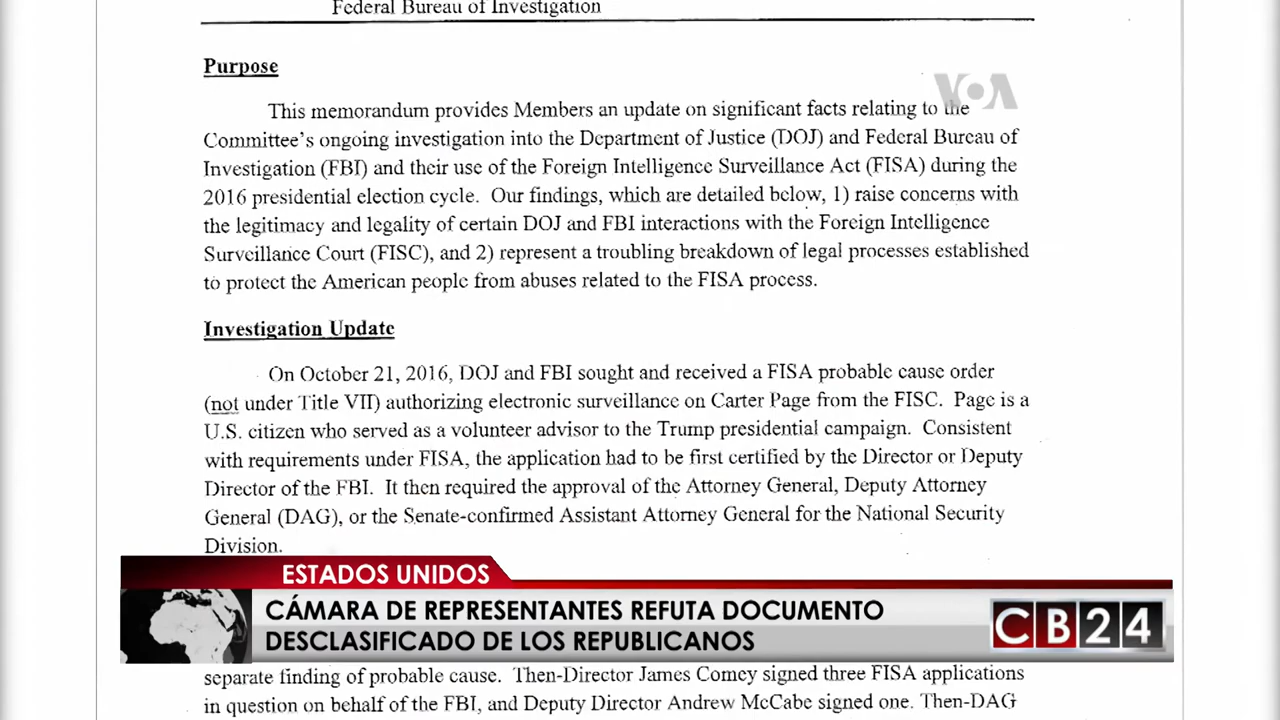 Federal Bureau of Investigation
Purpose
VOA
This memorandum provides Members an update on significant facts relating to the
Committee's ongoing investigation into the Department of Justice (DOJ) and Federal Bureau of
Investigation (FBI) and their use of the Foreign Intelligence Surveillance Act (FISA) during the
2016 presidential election cycle. Our findings, which are detailed below, 1) raise concerns with
the legitimacy and legality of certain DOJ and FBI interactions with the Foreign Intelligence
Surveillance Court (FISC), and 2) represent a troubling breakdown of legal processes established
to protect the American people from abuses related to the FISA process.
Investigation Update
On October 21, 2016, DOJ and FBI sought and received a FISA probable cause order
(not under Title VII) authorizing electronic surveillance on Carter Page from the FISC. Page is a
U.S. citizen who served as a volunteer advisor to the Trump presidential campaign. Consistent
with requirements under FISA, the application had to be first certified by the Director or Deputy
Director of the FBI. It then required the approval of the Attorney General, Deputy Attorney
General (DAG), or the Senate-confirmed Assistant Attorney General for the National Security
Division.
ESTADOS UNIDOS
CÁMARA DE REPRESENTANTES REFUTA DOCUMENTO
DESCLASIFICADO DE LOS REPUBLICANOS
CB24
separate finding of probable cause. Then-Director James Comey signed three FISA applications
in question on behalf of the FBI, and Deputy Director Andrew McCabe signed one. Then-DAG